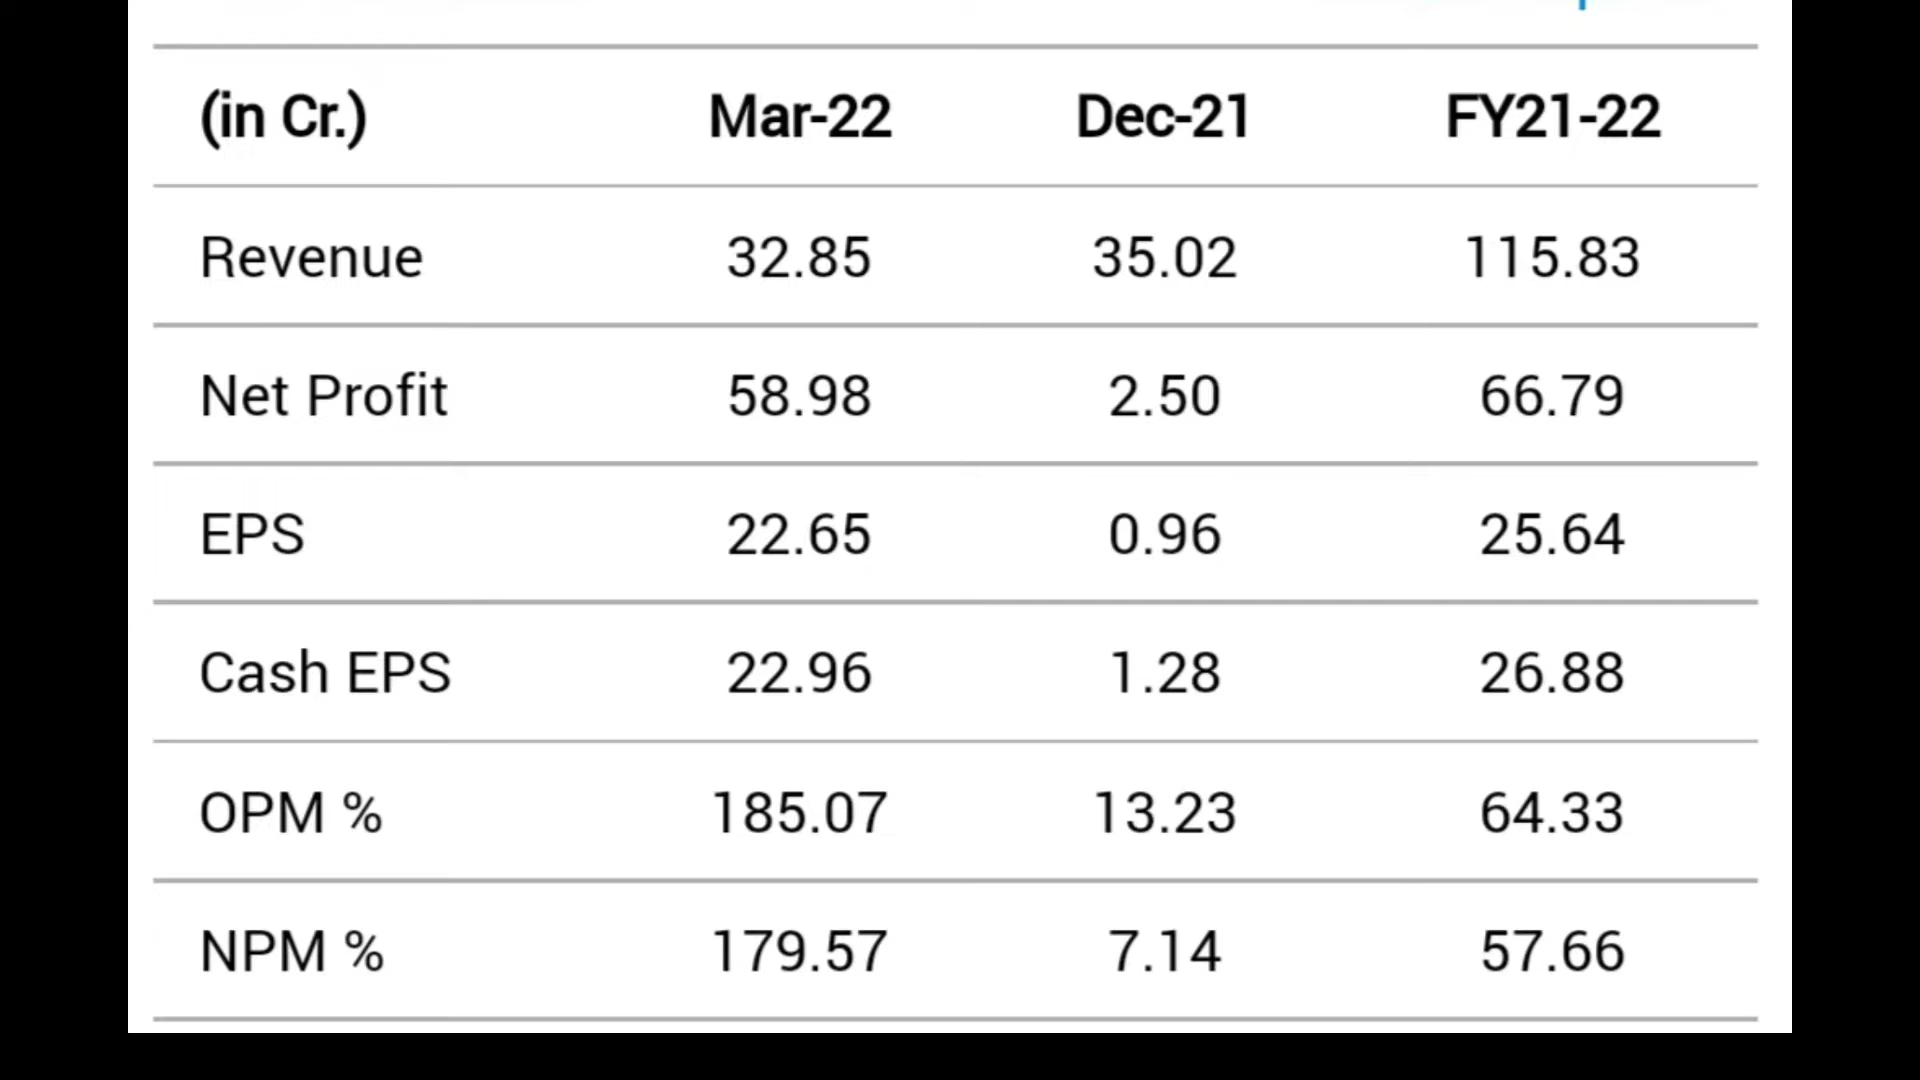 (in Cr.) Mar-22 Dec-21 FY21-22
Revenue 32.85 35.02 115.83
Net Profit 58.98 2.50 66.79
EPS 22.65 0.96 25.64
Cash EPS 22.96 1.28 26.88
OPM % 185.07 13.23 64.33
NPM % 179.57 7.14 57.66